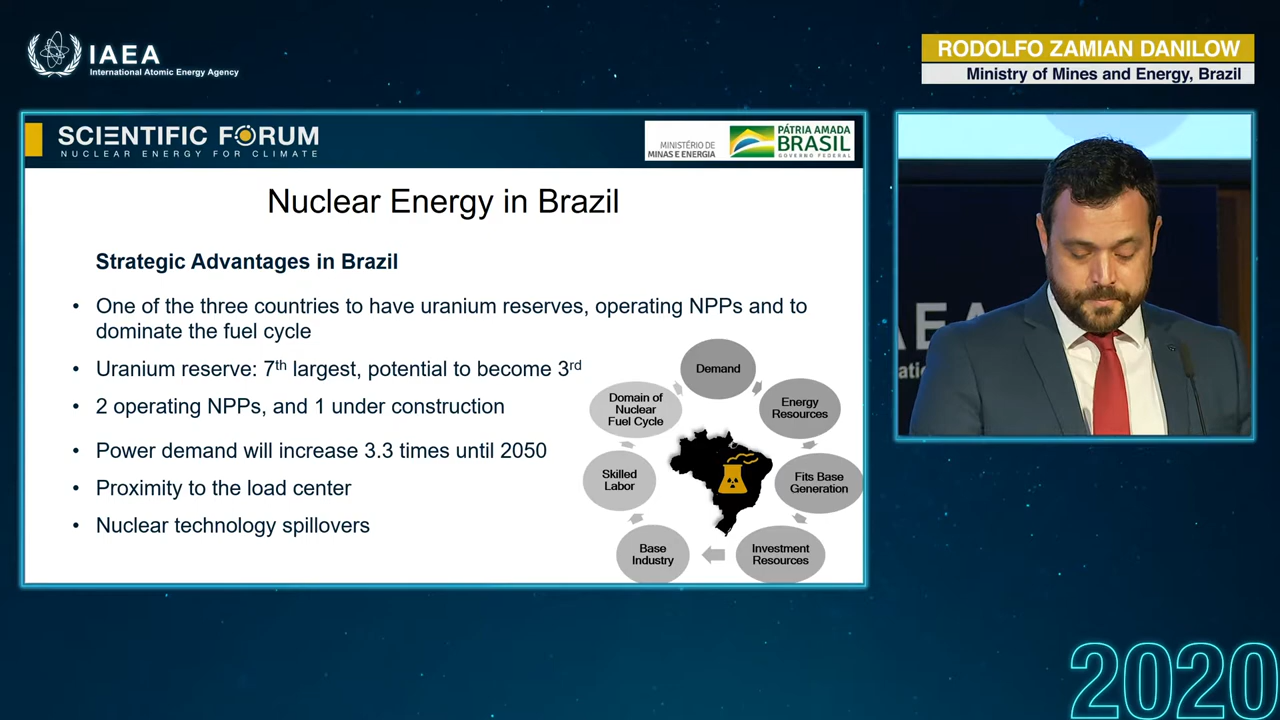 IAEA
International Atomic Energy Agency
RODOLFO ZAMIAN DANILOW
Ministry of Mines and Energy, Brazil
SCIENTIFIC FORUM
NUCLEAR ENERGY FOR CLIMATE
MINISTÉRIO DE
MINAS E ENERGIA
PÁTRIA AMADA
BRASIL
GOVERNO FEDERAL
Nuclear Energy in Brazil
Strategic Advantages in Brazil
• One of the three countries to have uranium reserves, operating NPPs and to
dominate the fuel cycle
• Uranium reserve: 7th largest, potential to become 3rd
• 2 operating NPPs, and 1 under construction
• Power demand will increase 3.3 times until 2050
• Proximity to the load center
• Nuclear technology spillovers
Demand
Energy
Resources
Fits Base
Generation
Investment
Resources
Base
Industry
Skilled
Labor
Domain of
Nuclear
Fuel Cycle
AEA
2020